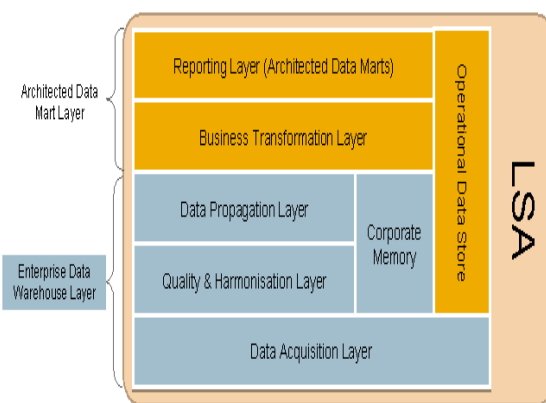 Reporting Layer (Architected Data Marts)
Architected Data
Mart Layer
Business Transformation Layer
Operational Data Store
LSA
Data Propagation Layer
Corporate
Memory
Enterprise Data
Warehouse Layer
Quality & Harmonisation Layer
Data Acquisition Layer